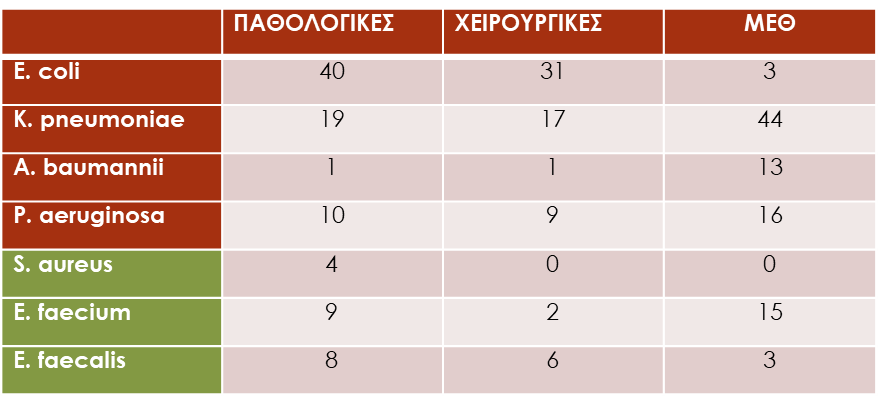 ΠΑΘΟΛΟΓΙΚΕΣ ΧΕΙΡΟΥΡΓΙΚΕΣ ΜΕΘ
E. coli 40 31 3
K. pneumoniae 19 17 44
A. baumannii 1 1 13
P. aeruginosa 10 9 16
S. aureus 4 0 0
E. faecium 9 2 15
E. faecalis 8 6 3